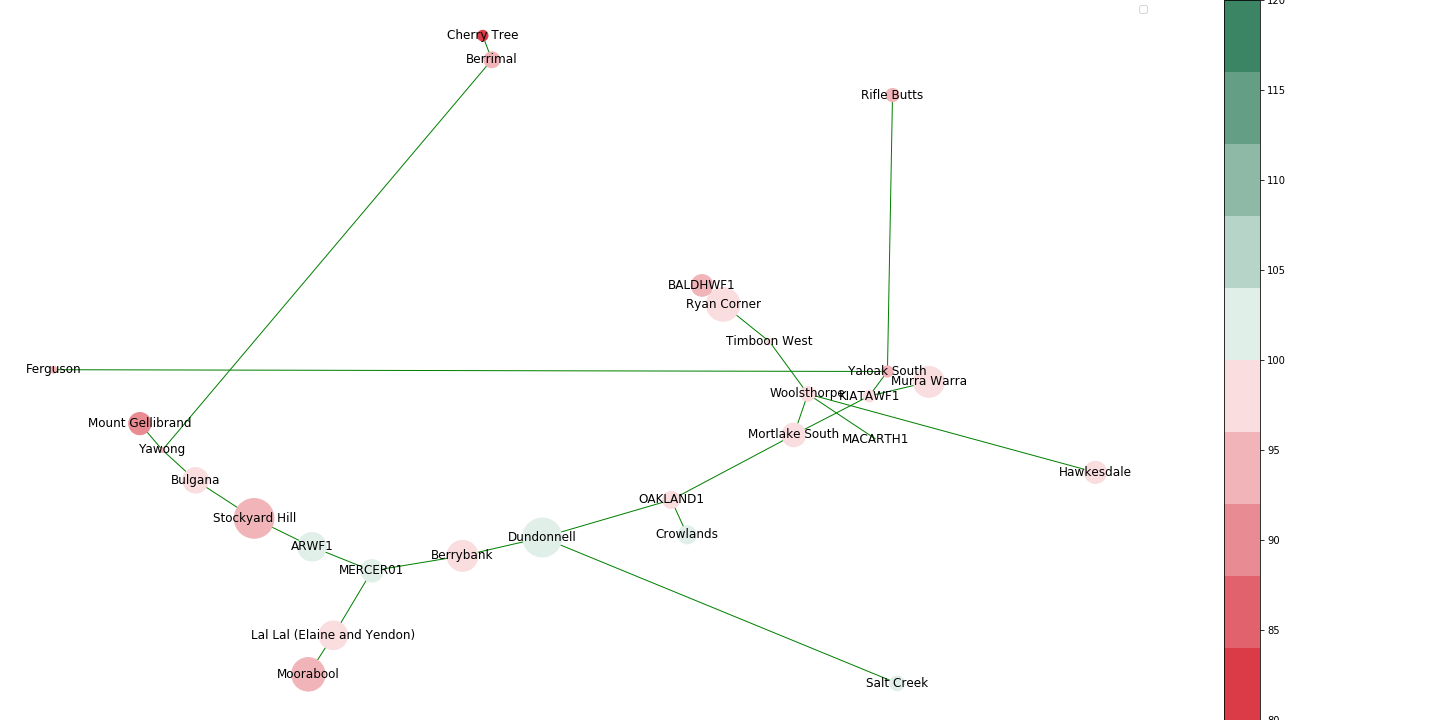 120
Cherry Tree
Berrimal
Rifle Butts
115
110
105
BALDHWF1
Ryan Corner
Timboon West
100
Ferguson
Yaloak South
Murra Warra
Woolsthorpe
KIATAWF1
Mount Gellibrand
Mortlake South
MACARTH1
Yawong
95
Hawkesdale
Bulgana
OAKLAND1
Stockyard Hill
Crowlands
Dundonnell
90
ARWF1
Berrybank
MERCER01
85
Lal Lal (Elaine and Yendon)
Moorabool
Salt Creek
80